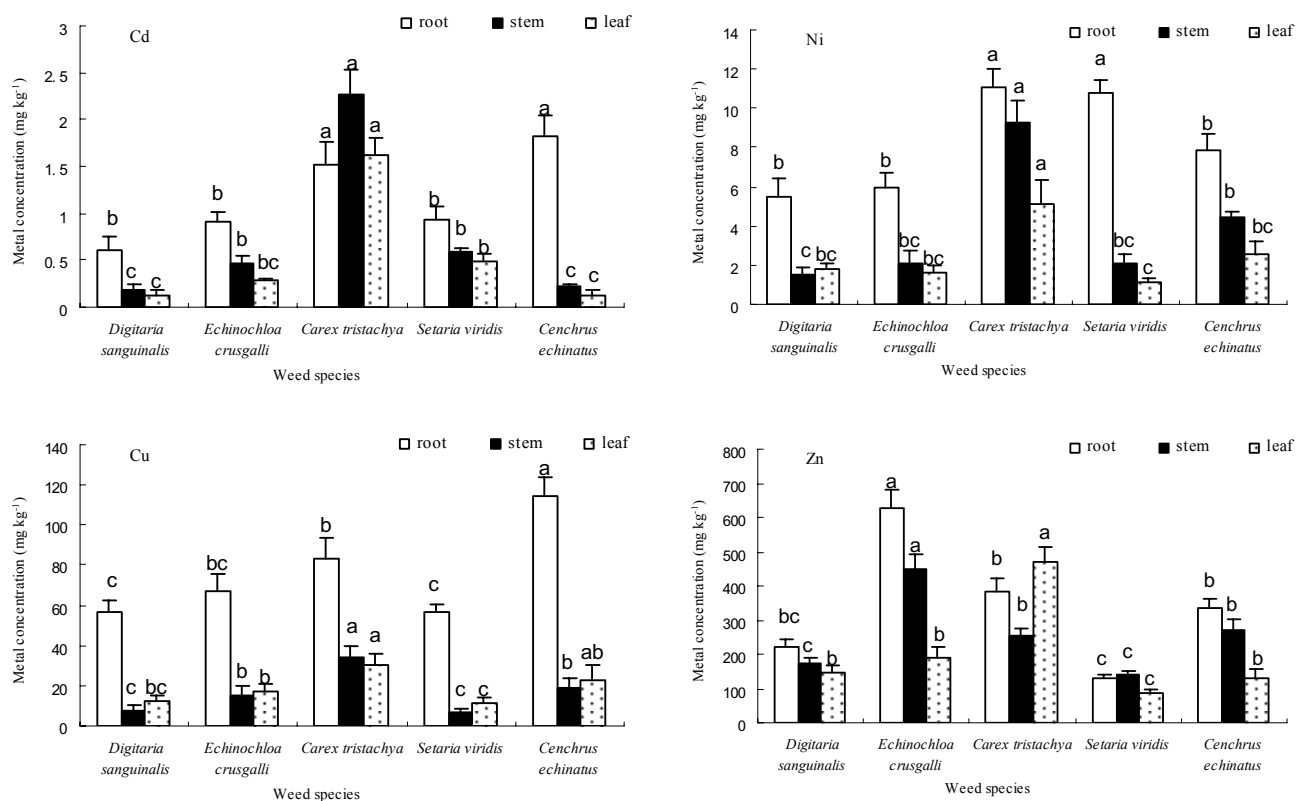 Cd
root stem leaf
Metal concentration (mg kg⁻¹)
3
2.5
2
1.5
1
0.5
0
b
c
c
b
b
bc
a
a
a
b
b
b
a
c
c
Digitaria
sanguinalis
Echinochloa
crusgalli
Carex tristachya
Setaria viridis
Cenchrus
echinatus
Weed species
Ni
root stem leaf
Metal concentration (mg kg⁻¹)
14
12
10
8
6
4
2
0
b
c
bc
b
bc
bc
a
a
a
a
bc
c
b
b
bc
Digitaria
sanguinalis
Echinochloa
crusgalli
Carex tristachya
Setaria viridis
Cenchrus
echinatus
Weed species
Cu
root stem leaf
Metal concentration (mg kg⁻¹)
140
120
100
80
60
40
20
0
c
c
bc
bc
b
b
b
a
a
c
c
c
a
b
ab
Digitaria
sanguinalis
Echinochloa
crusgalli
Carex tristachya
Setaria viridis
Cenchrus
echinatus
Weed species
Zn
root stem leaf
Metal concentration (mg kg⁻¹)
800
700
600
500
400
300
200
100
0
bc
c
b
a
a
b
b
b
a
c
c
c
b
b
b
Digitaria
sanguinalis
Echinochloa
crusgalli
Carex tristachya
Setaria viridis
Cenchrus
echinatus
Weed species